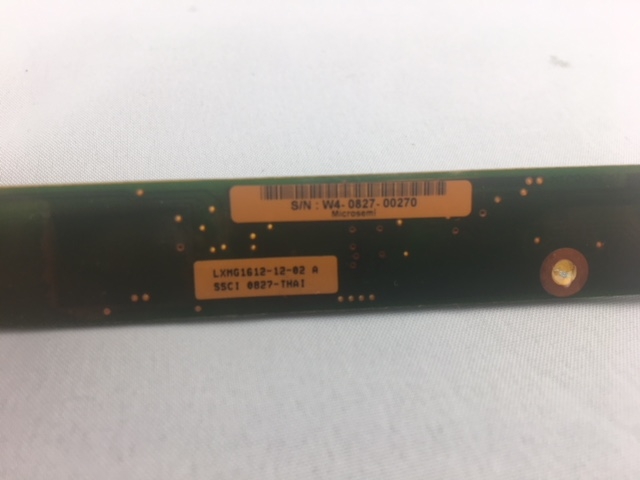 S/N : W4-0827-00270
Microsemi
LXMG1612-12-02 A
SSCI 0827-THAI